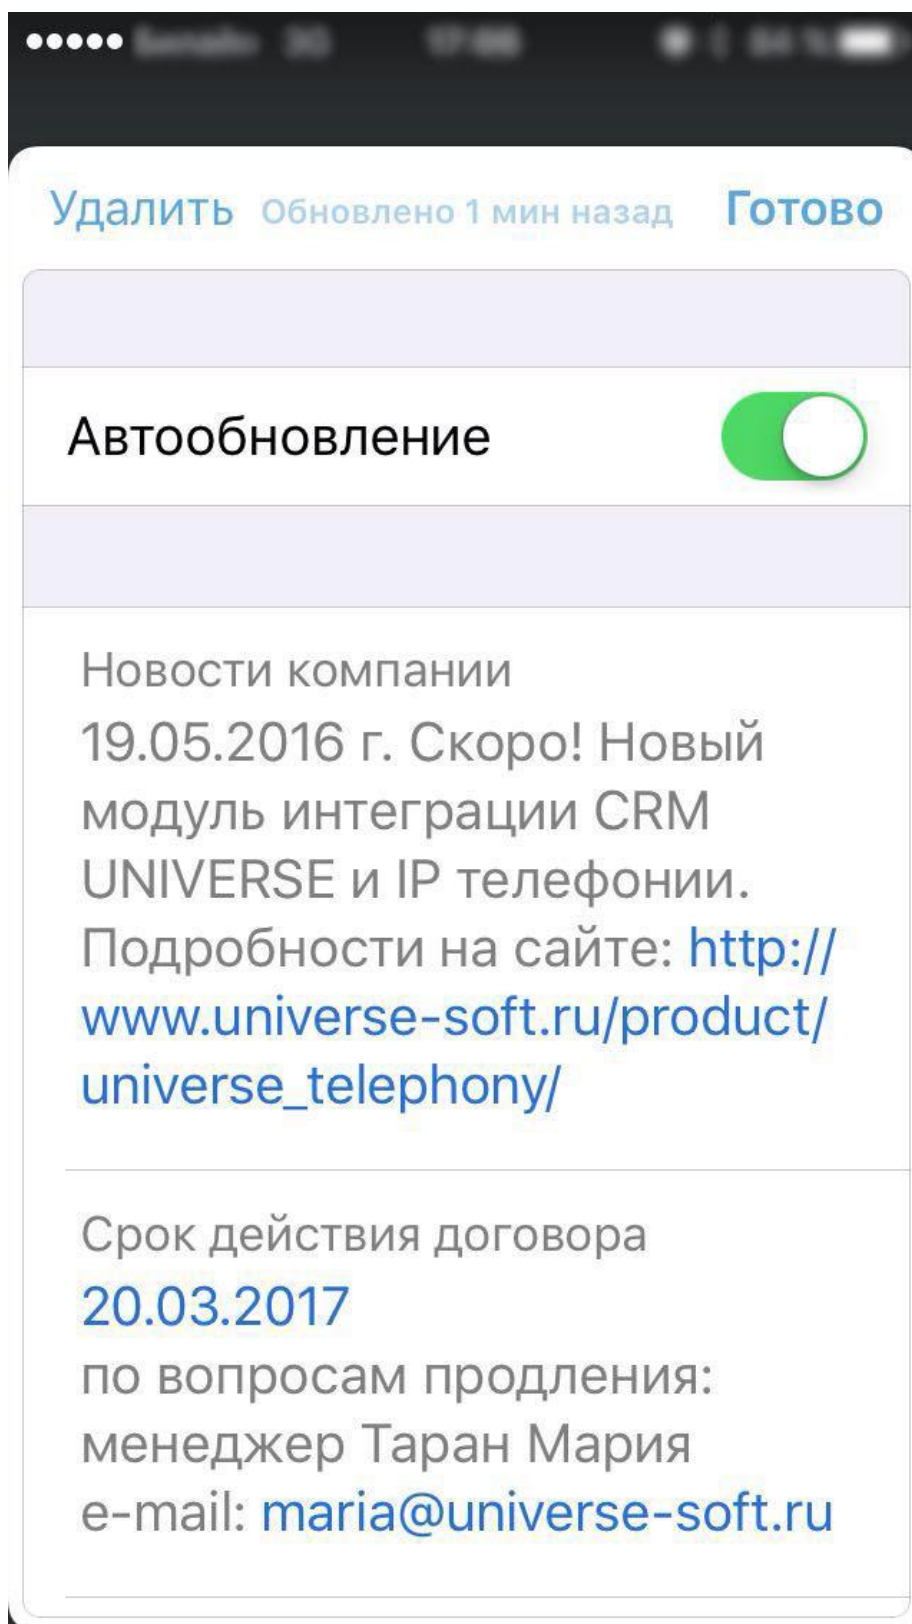 Удалить Обновлено 1 мин назад Готово
Автообновление
Новости компании
19.05.2016 г. Скоро! Новый
модуль интеграции CRM
UNIVERSE и IP телефонии.
Подробности на сайте: http://
www.universe-soft.ru/product/
universe_telephony/
Срок действия договора
20.03.2017
по вопросам продления:
менеджер Таран Мария
e-mail: maria@universe-soft.ru